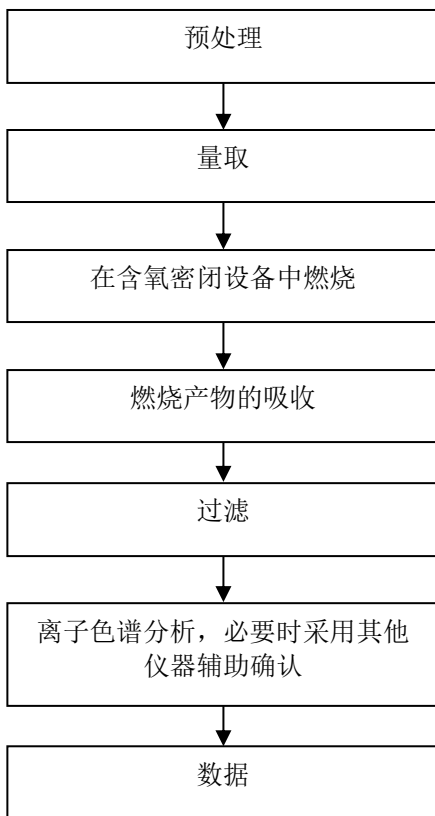 预处理
量取
在含氧密闭设备中燃烧
燃烧产物的吸收
过滤
离子色谱分析，必要时采用其他
仪器辅助确认
数据